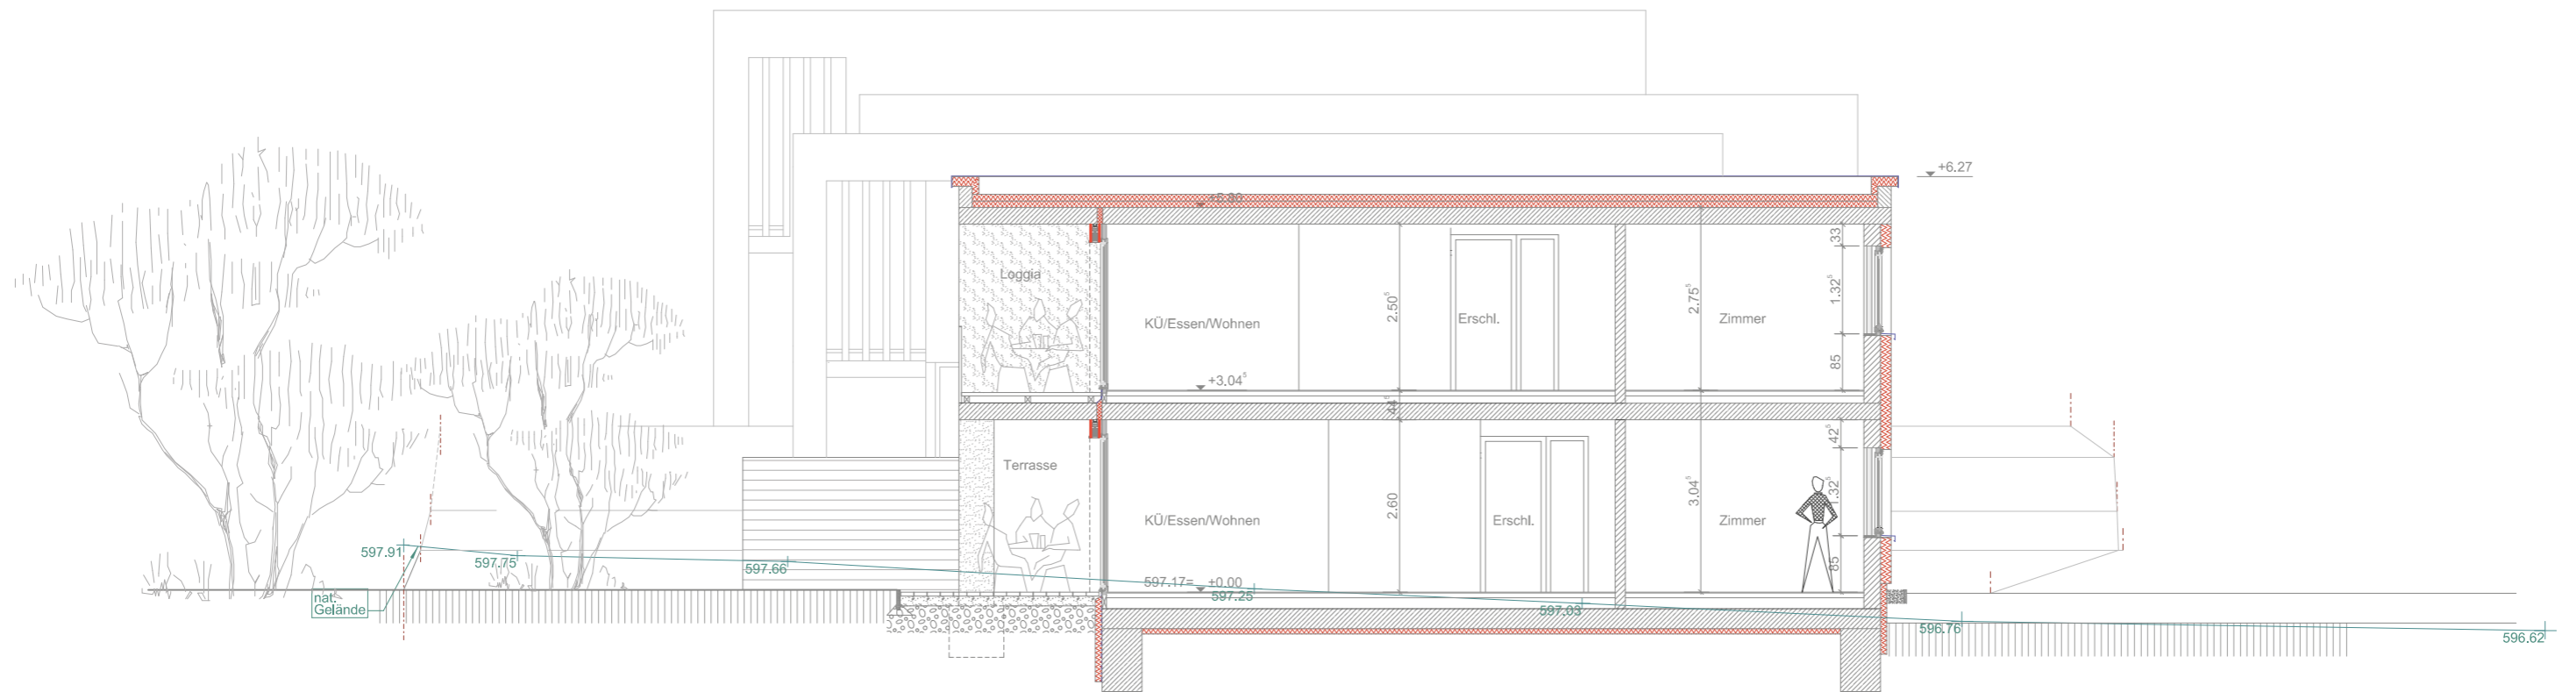 +6.27
+5.80
33
Loggia
1.32⁵
2.50⁵
2.75⁵
KÜ/Essen/Wohnen
Erschl.
Zimmer
85
+3.04⁵
44⁵
42⁵
Terrasse
1.32⁵
2.60
3.04⁵
KÜ/Essen/Wohnen
Erschl.
Zimmer
597.91
597.75
597.66
85
597.17= +0.00
597.25
nat.
Gelände
597.03
596.76
596.62